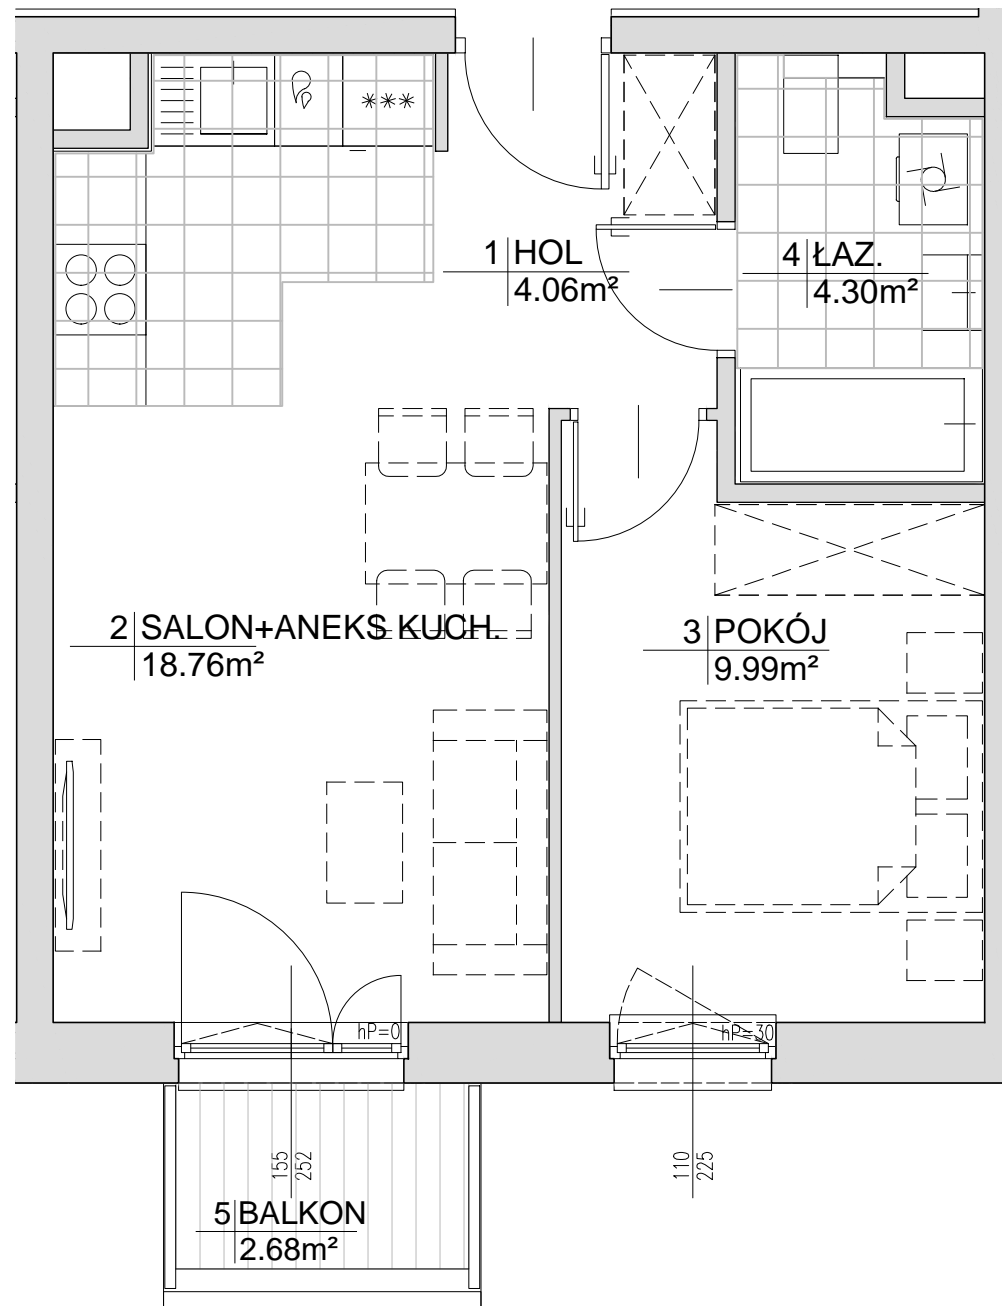 ***
1 HOL
4.06m²
4 ŁAZ.
4.30m²
2 SALON+ANEKS KUCH.
18.76m²
3 POKÓJ
9.99m²
hP=0
hP=30
155
252
110
225
5 BALKON
2.68m²